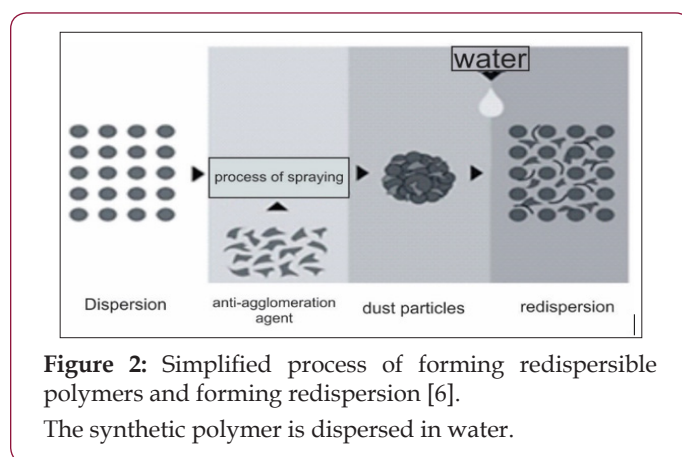 water
process of spraying
Dispersion
anti-agglomeration
agent
dust particles
redispersion
Figure 2: Simplified process of forming redispersible
polymers and forming redispersion [6].
The synthetic polymer is dispersed in water.